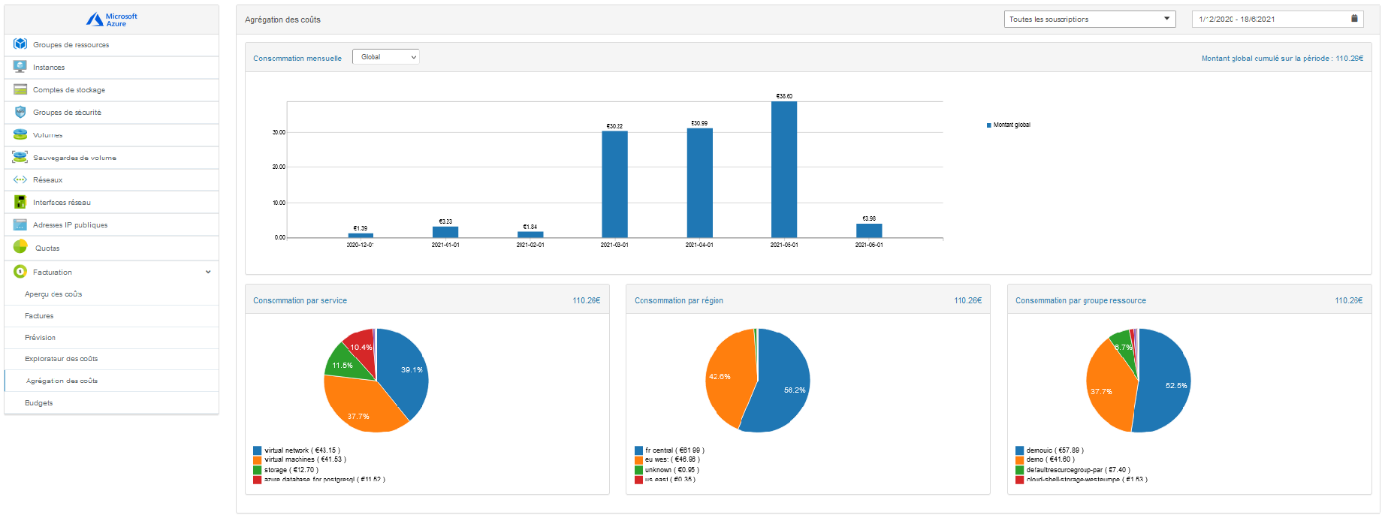 Microsoft
Azure
Groupes de ressources
Instances
Comptes de stockage
Groupes de sécurité
Volumes
Sauvegardes de volume
Réseaux
Interfaces réseau
Adresses IP publiques
Quotas
Facturation
Aperçu des coûts
Factures
Prévision
Explorateur des coûts
Agrégation des coûts
Budgets
Agrégation des coûts
Toutes les souscriptions
1/12/2020 - 18/6/2021
Consommation mensuelle
Global
Montant global cumulé sur la période : 110.26€
30.00
20.00
10.00
0.00
€1.39
€3.23
€1.84
€30.22
€30.99
€38.60
€3.98
2020-12-01
2021-01-01
2021-02-01
2021-03-01
2021-04-01
2021-05-01
2021-06-01
Montant global
Consommation par service
110.26€
39.1%
37.7%
11.5%
10.4%
virtual network ( €43.15 )
virtual machines ( €41.53 )
storage ( €12.70 )
azure database for postgresql ( €11.52 )
Consommation par région
110.26€
56.2%
42.6%
fr central ( €61.99 )
eu west ( €46.96 )
unknown ( €0.95 )
us east ( €0.36 )
Consommation par groupe ressource
110.26€
52.5%
37.7%
6.7%
demouic ( €57.89 )
demo ( €41.60 )
defaultresourcegroup-par ( €7.40 )
cloud-shell-storage-westeurope ( €1.53 )